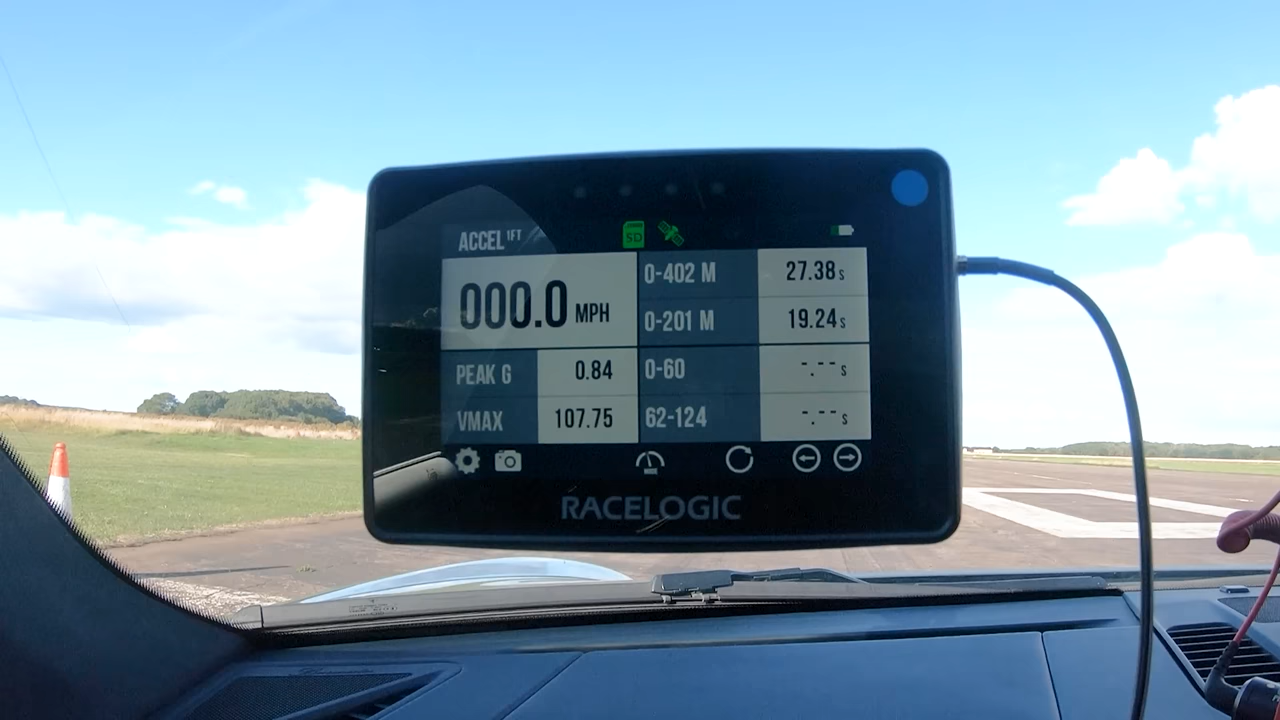 ACCEL 1FT
SD
000.0 MPH
0-402 M 27.38 s
0-201 M 19.24 s
PEAK G 0.84
0-60 -.-- s
VMAX 107.75
62-124 -.-- s
RACELOGIC